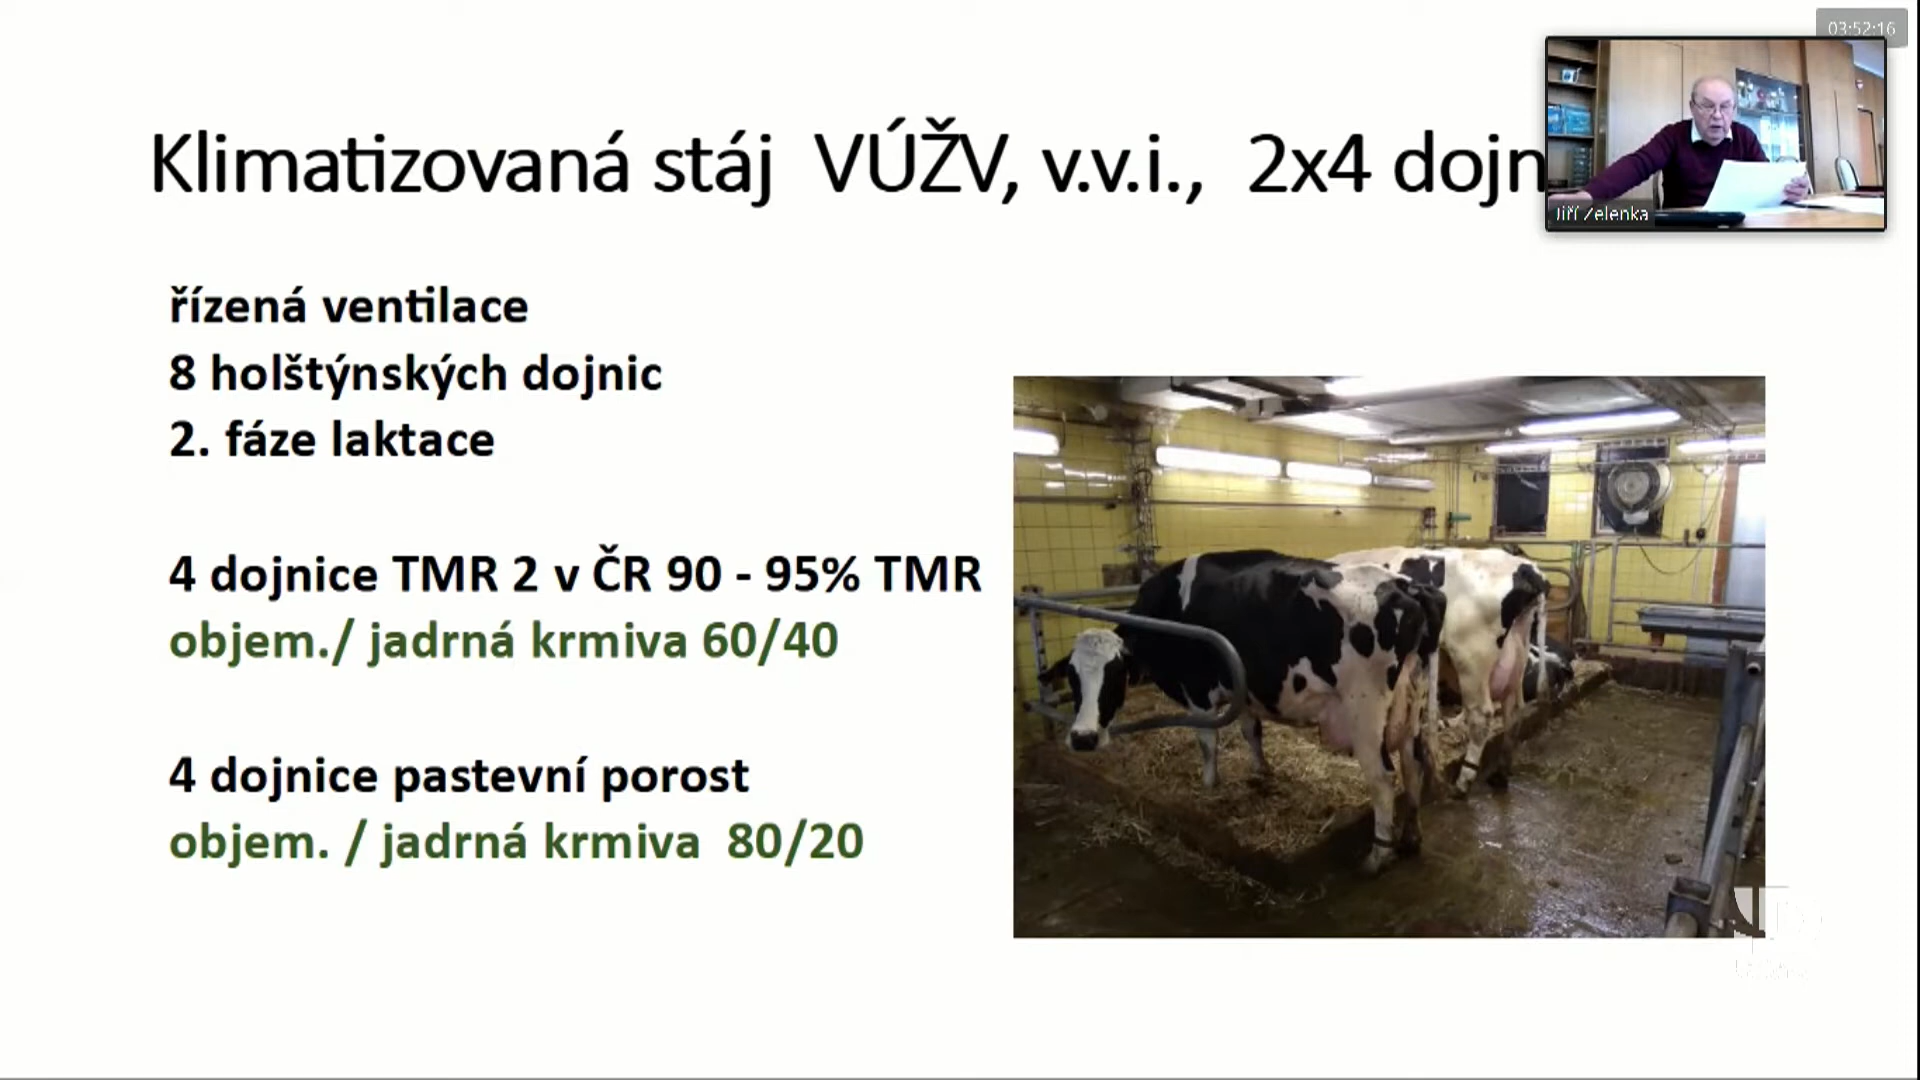 03:52:16
Klimatizovaná stáj VÚŽV, v.v.i., 2x4 dojn
Jiří Zelenka
řízená ventilace
8 holštýnských dojnic
2. fáze laktace
4 dojnice TMR 2 v ČR 90 - 95% TMR
objem./ jadrná krmiva 60/40
4 dojnice pastevní porost
objem. / jadrná krmiva 80/20